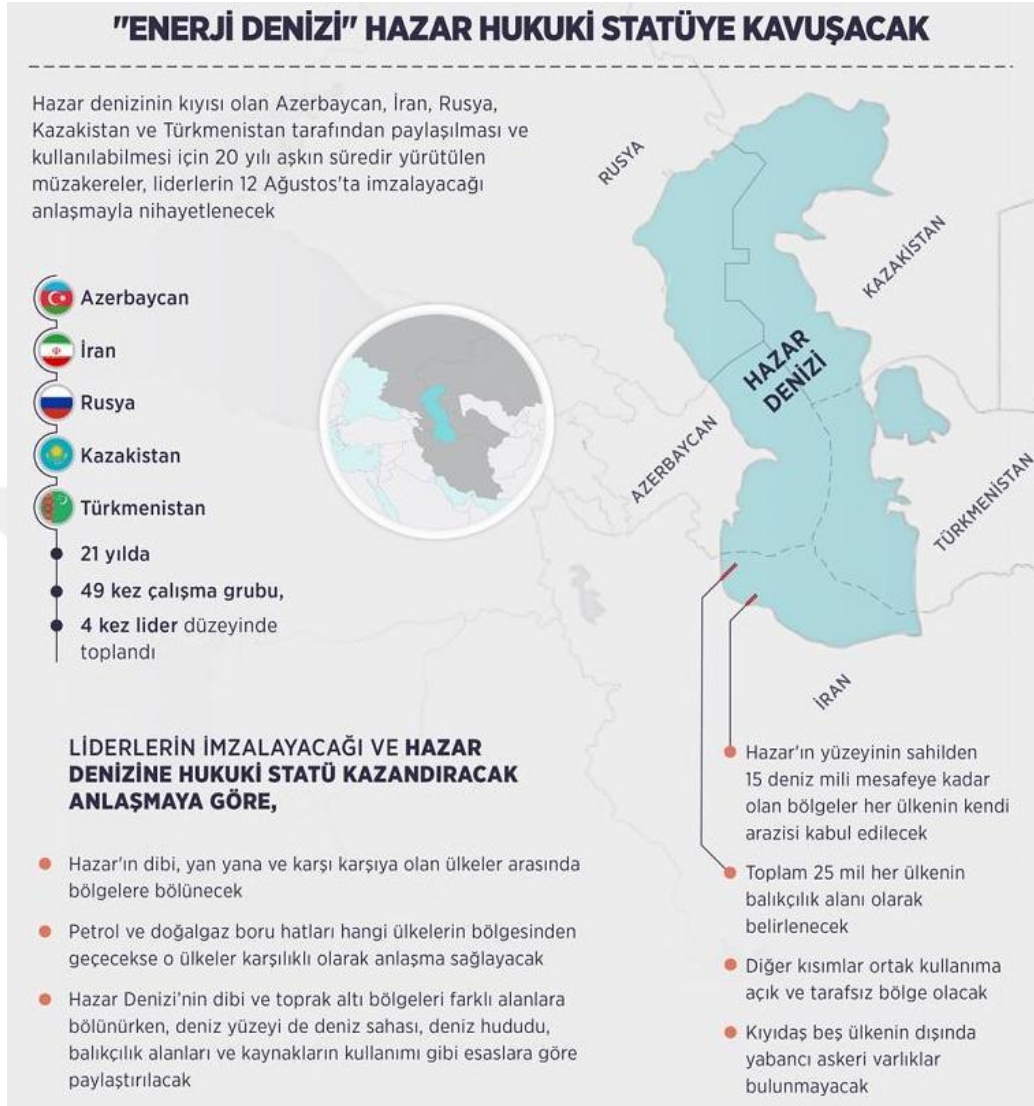 "ENERJİ DENİZİ" HAZAR HUKUKİ STATÜYE KAVUŞACAK
Hazar denizinin kıyısı olan Azerbaycan, İran, Rusya,
Kazakistan ve Türkmenistan tarafından paylaşılması ve
kullanılabilmesi için 20 yılı aşkın süredir yürütülen
müzakereler, liderlerin 12 Ağustos'ta imzalayacağı
anlaşmayla nihayetlenecek
Azerbaycan
İran
Rusya
Kazakistan
Türkmenistan
21 yılda
49 kez çalışma grubu,
4 kez lider düzeyinde
toplandı
RUSYA
KAZAKİSTAN
HAZAR
DENİZİ
AZERBAYCAN
TÜRKMENİSTAN
İRAN
LİDERLERİN İMZALAYACAĞI VE HAZAR
DENİZİNE HUKUKİ STATÜ KAZANDIRACAK
ANLAŞMAYA GÖRE,
Hazar'ın dibi, yan yana ve karşı karşıya olan ülkeler arasında
bölgelere bölünecek
Petrol ve doğalgaz boru hatları hangi ülkelerin bölgesinden
geçecekse o ülkeler karşılıklı olarak anlaşma sağlayacak
Hazar Denizi'nin dibi ve toprak altı bölgeleri farklı alanlara
bölünürken, deniz yüzeyi de deniz sahası, deniz hududu,
balıkçılık alanları ve kaynakların kullanımı gibi esaslara göre
paylaştırılacak
Hazar'ın yüzeyinin sahilden
15 deniz mili mesafeye kadar
olan bölgeler her ülkenin kendi
arazisi kabul edilecek
Toplam 25 mil her ülkenin
balıkçılık alanı olarak
belirlenecek
Diğer kısımlar ortak kullanıma
açık ve tarafsız bölge olacak
Kıyıdaş beş ülkenin dışında
yabancı askeri varlıklar
bulunmayacak